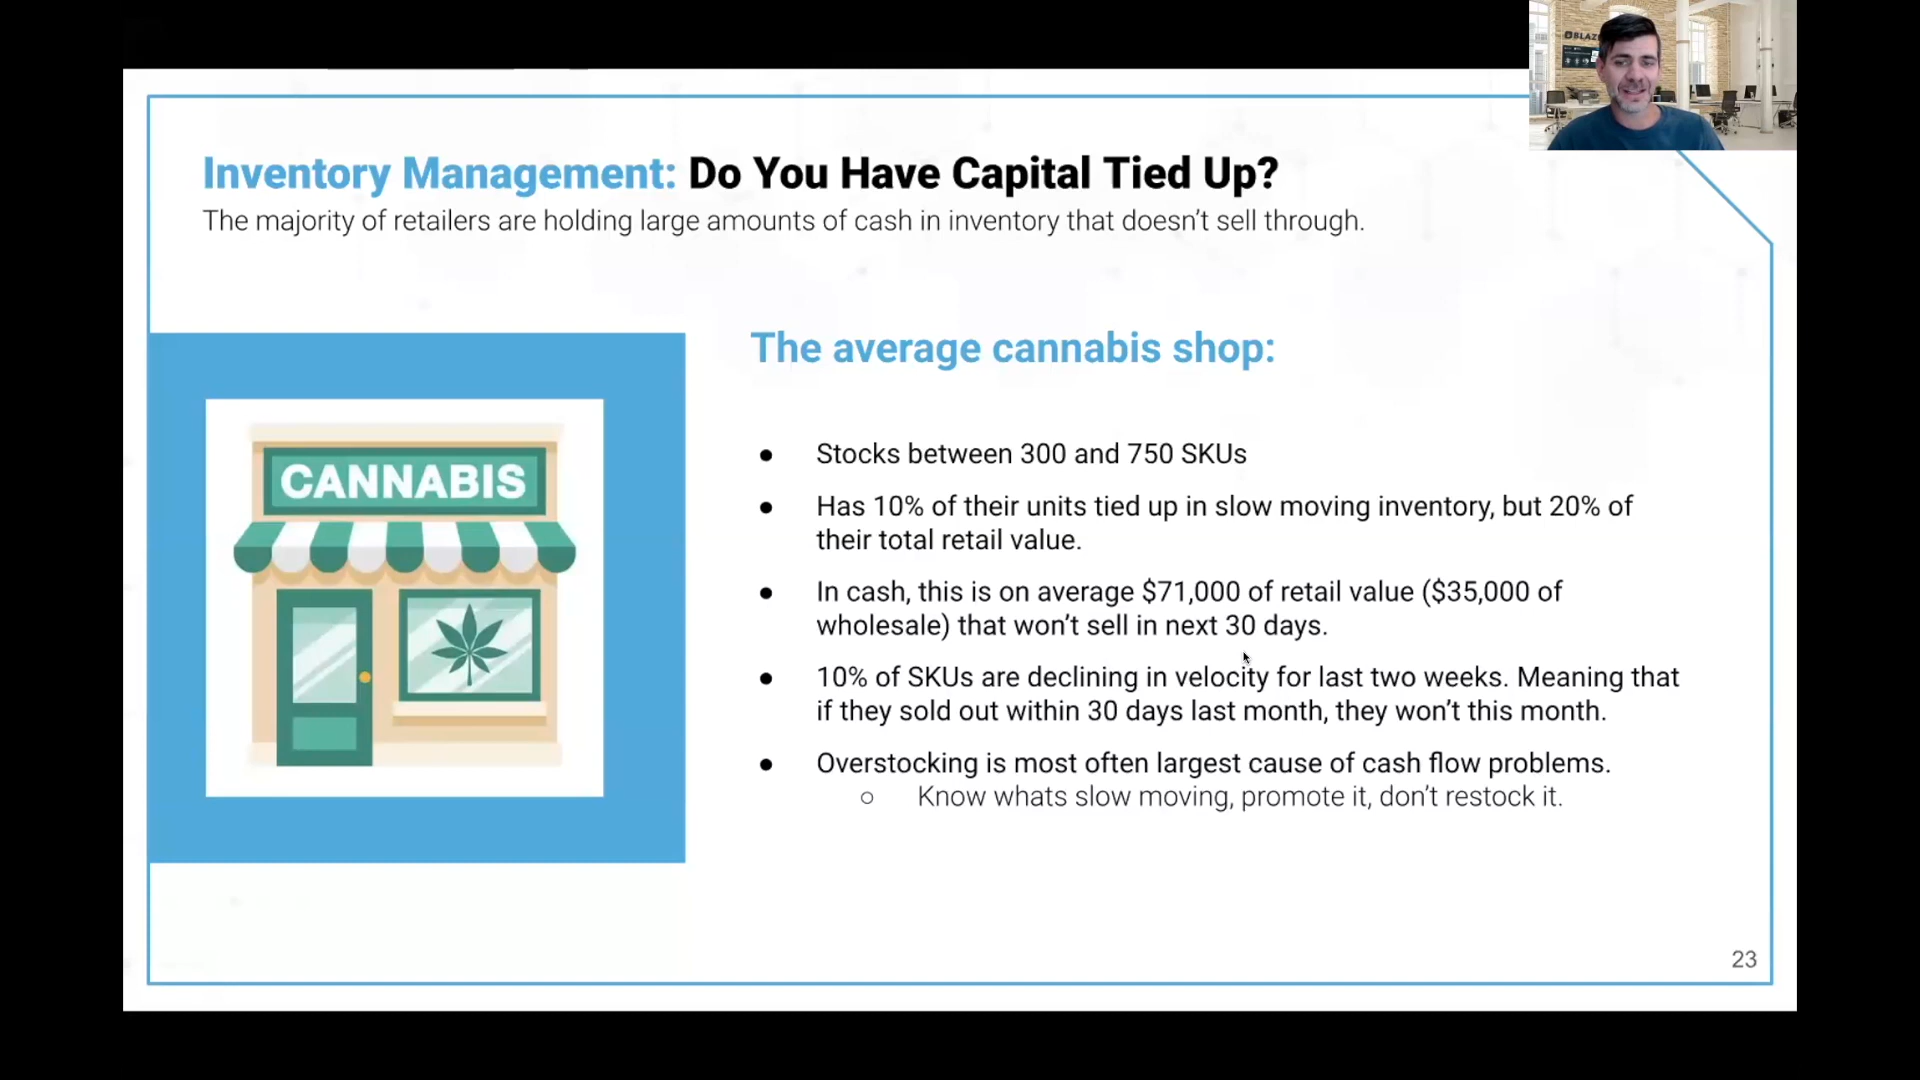 BLAZ
Inventory Management: Do You Have Capital Tied Up?
The majority of retailers are holding large amounts of cash in inventory that doesn't sell through.
CANNABIS
The average cannabis shop:
● Stocks between 300 and 750 SKUs
● Has 10% of their units tied up in slow moving inventory, but 20% of
their total retail value.
● In cash, this is on average $71,000 of retail value ($35,000 of
wholesale) that won't sell in next 30 days.
● 10% of SKUs are declining in velocity for last two weeks. Meaning that
if they sold out within 30 days last month, they won't this month.
● Overstocking is most often largest cause of cash flow problems.
○ Know whats slow moving, promote it, don't restock it.
23